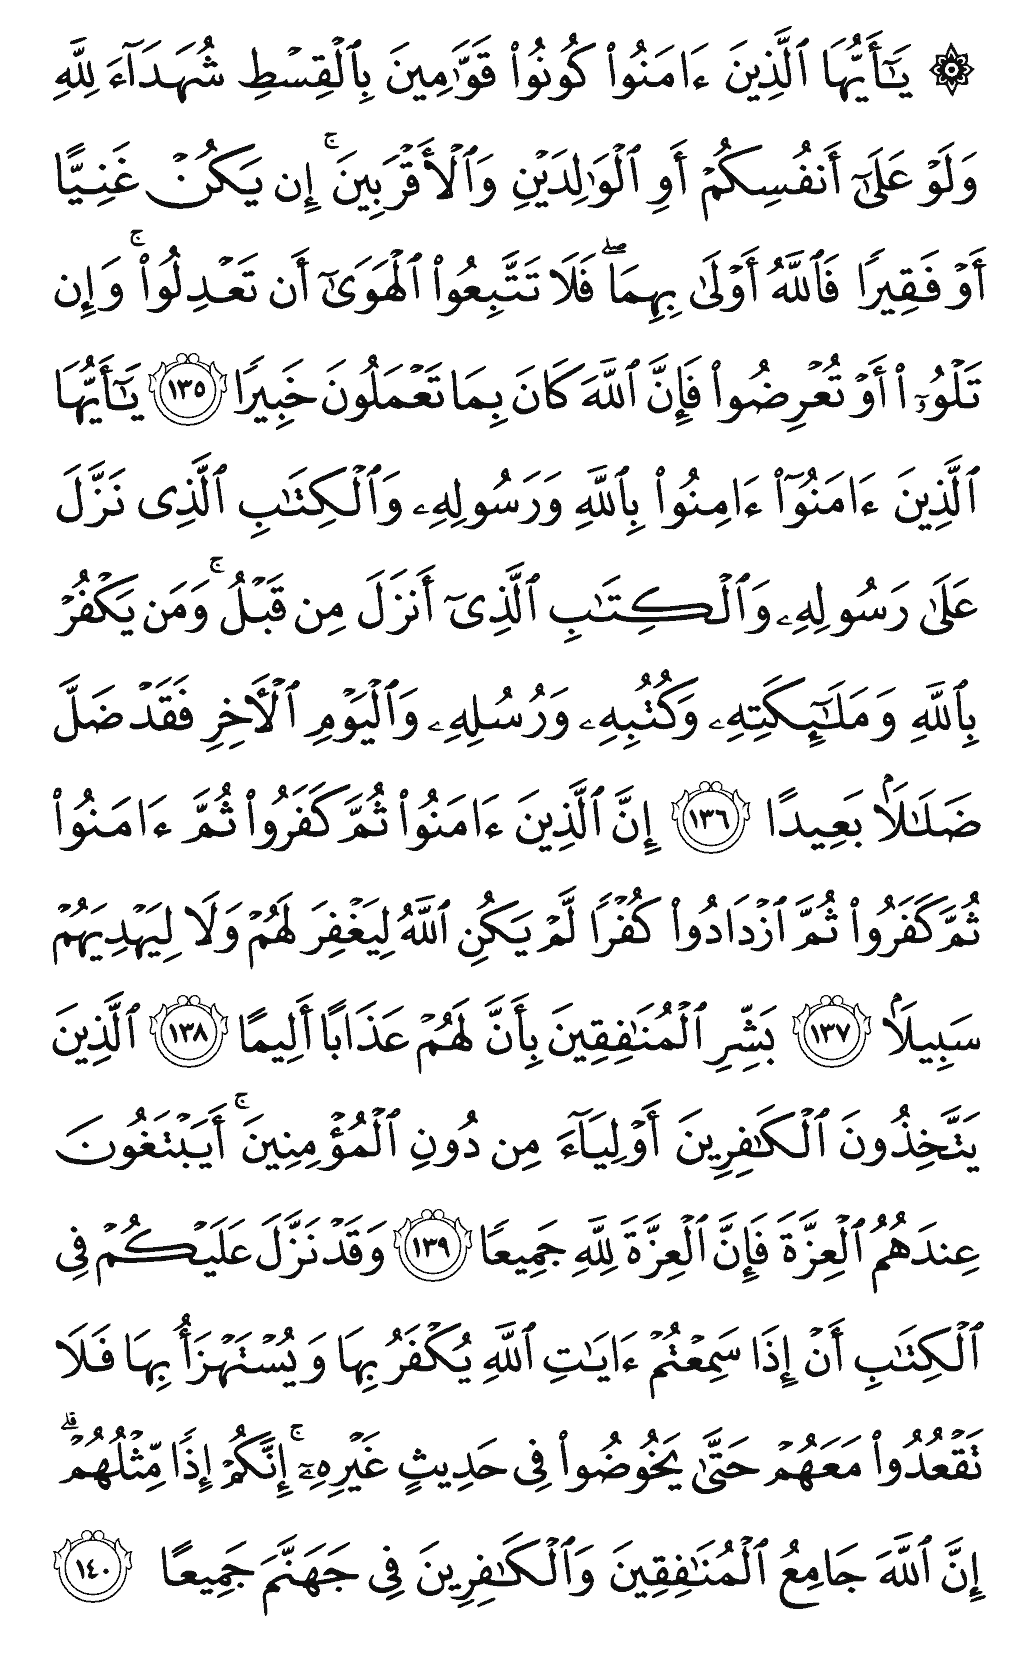 ۞ يَـٰٓأَيُّهَا ٱلَّذِينَ ءَامَنُوا۟ كُونُوا۟ قَوَّٰمِينَ بِٱلْقِسْطِ شُهَدَآءَ لِلَّهِ
وَلَوْ عَلَىٰٓ أَنفُسِكُمْ أَوِ ٱلْوَٰلِدَيْنِ وَٱلْأَقْرَبِينَ ۚ إِن يَكُنْ غَنِيًّا
أَوْ فَقِيرًا فَٱللَّهُ أَوْلَىٰ بِهِمَا ۖ فَلَا تَتَّبِعُوا۟ ٱلْهَوَىٰٓ أَن تَعْدِلُوا۟ ۚ وَإِن
تَلْوُۥٓا۟ أَوْ تُعْرِضُوا۟ فَإِنَّ ٱللَّهَ كَانَ بِمَا تَعْمَلُونَ خَبِيرًا ١٣٥ يَـٰٓأَيُّهَا
ٱلَّذِينَ ءَامَنُوٓا۟ ءَامِنُوا۟ بِٱللَّهِ وَرَسُولِهِۦ وَٱلْكِتَـٰبِ ٱلَّذِى نَزَّلَ
عَلَىٰ رَسُولِهِۦ وَٱلْكِتَـٰبِ ٱلَّذِىٓ أَنزَلَ مِن قَبْلُ ۚ وَمَن يَكْفُرْ
بِٱللَّهِ وَمَلَـٰٓئِكَتِهِۦ وَكُتُبِهِۦ وَرُسُلِهِۦ وَٱلْيَوْمِ ٱلْـَٔاخِرِ فَقَدْ ضَلَّ
ضَلَـٰلًۢا بَعِيدًا ١٣٦ إِنَّ ٱلَّذِينَ ءَامَنُوا۟ ثُمَّ كَفَرُوا۟ ثُمَّ ءَامَنُوا۟
ثُمَّ كَفَرُوا۟ ثُمَّ ٱزْدَادُوا۟ كُفْرًا لَّمْ يَكُنِ ٱللَّهُ لِيَغْفِرَ لَهُمْ وَلَا لِيَهْدِيَهُمْ
سَبِيلًۢا ١٣٧ بَشِّرِ ٱلْمُنَـٰفِقِينَ بِأَنَّ لَهُمْ عَذَابًا أَلِيمًا ١٣٨ ٱلَّذِينَ
يَتَّخِذُونَ ٱلْكَـٰفِرِينَ أَوْلِيَآءَ مِن دُونِ ٱلْمُؤْمِنِينَ ۚ أَيَبْتَغُونَ
عِندَهُمُ ٱلْعِزَّةَ فَإِنَّ ٱلْعِزَّةَ لِلَّهِ جَمِيعًا ١٣٩ وَقَدْ نَزَّلَ عَلَيْكُمْ فِى
ٱلْكِتَـٰبِ أَنْ إِذَا سَمِعْتُمْ ءَايَـٰتِ ٱللَّهِ يُكْفَرُ بِهَا وَيُسْتَهْزَأُ بِهَا فَلَا
تَقْعُدُوا۟ مَعَهُمْ حَتَّىٰ يَخُوضُوا۟ فِى حَدِيثٍ غَيْرِهِۦٓ ۚ إِنَّكُمْ إِذًا مِّثْلُهُمْ ۗ
إِنَّ ٱللَّهَ جَامِعُ ٱلْمُنَـٰفِقِينَ وَٱلْكَـٰفِرِينَ فِى جَهَنَّمَ جَمِيعًا ١٤٠